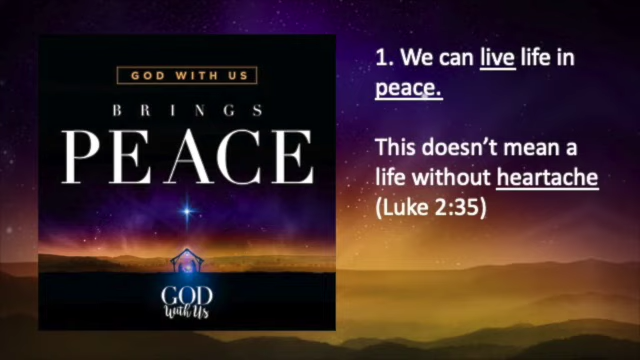 GOD WITH US
BRINGS
PEACE
GOD
With Us
1. We can live life in
peace.
This doesn't mean a
life without heartache
(Luke 2:35)